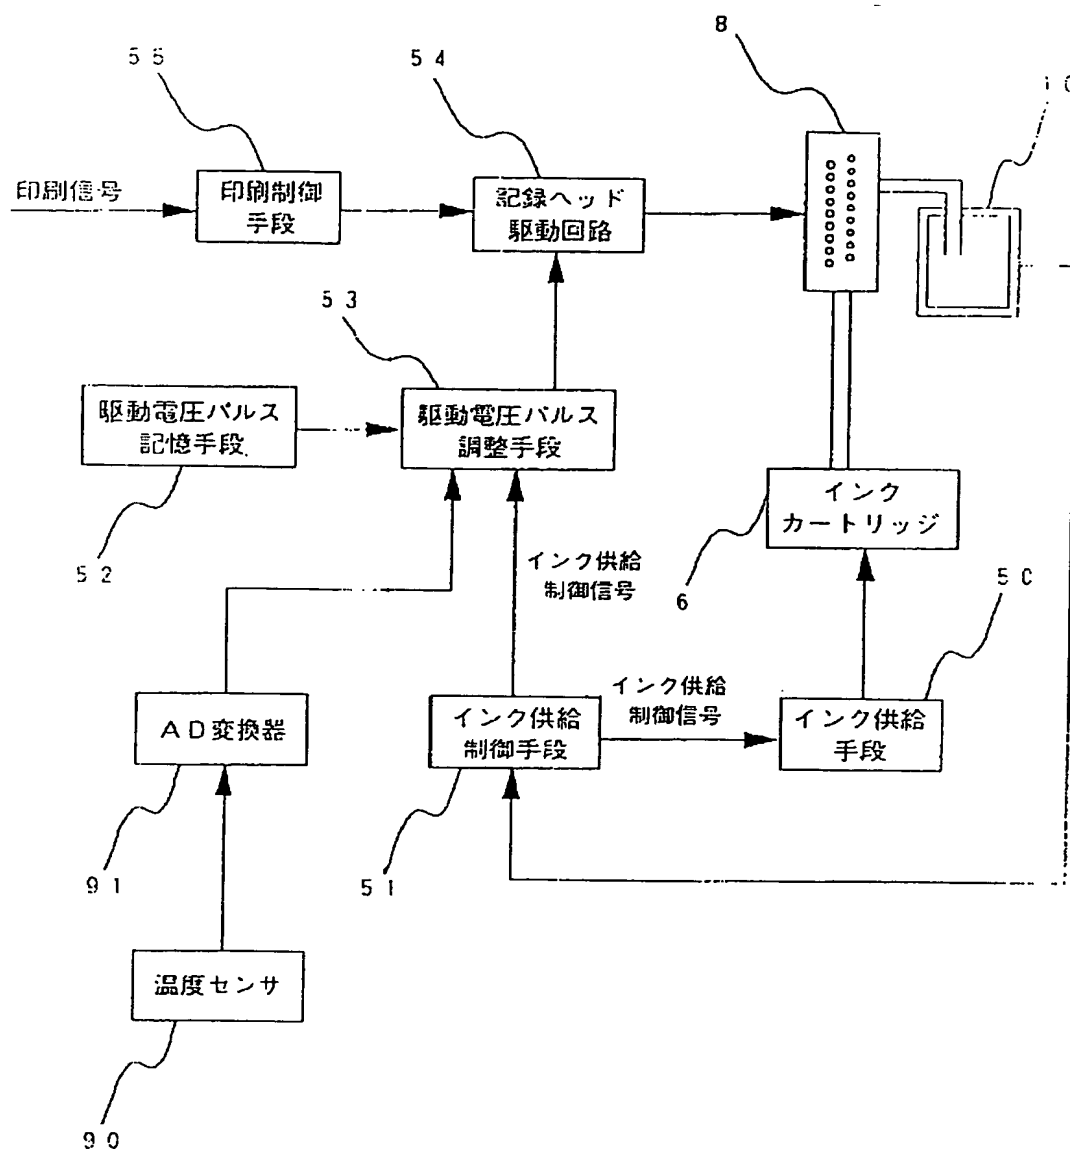 8
55
54
10
印刷信号
印刷制御
手段
記録ヘッド
駆動回路
53
駆動電圧パルス
記憶手段
駆動電圧パルス
調整手段
インク
カートリッジ
52
インク供給
制御信号
6
50
インク供給
制御信号
AD変換器
インク供給
制御手段
インク供給
手段
91
51
温度センサ
90